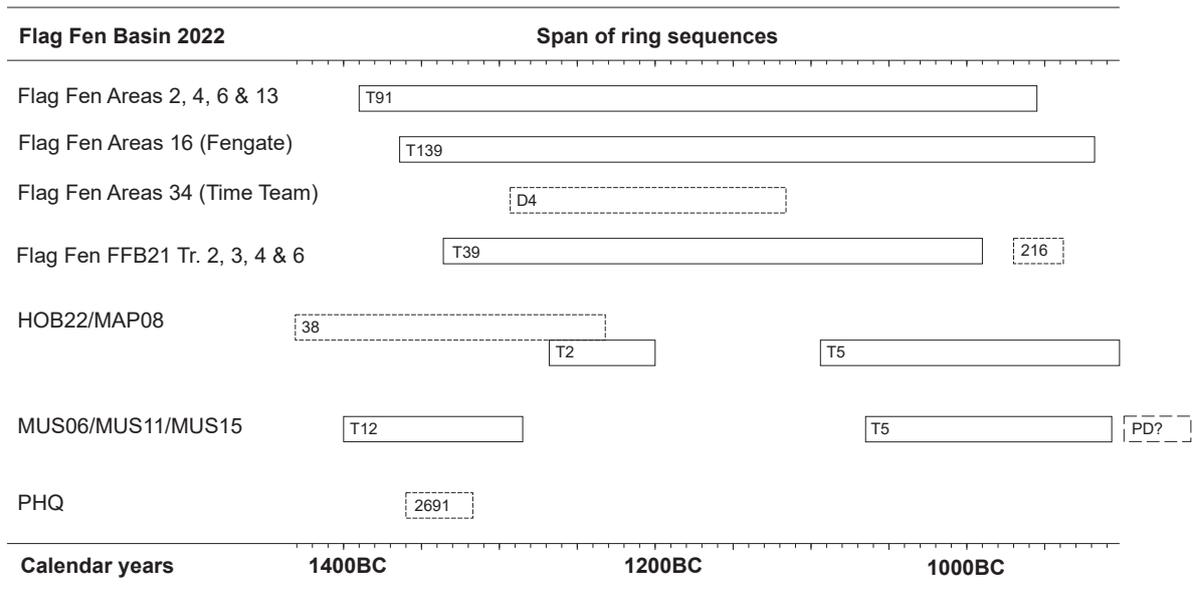 Flag Fen Basin 2022 Span of ring sequences
Flag Fen Areas 2, 4, 6 & 13 T91
Flag Fen Areas 16 (Fengate) T139
Flag Fen Areas 34 (Time Team) D4
Flag Fen FFB21 Tr. 2, 3, 4 & 6 T39 216
HOB22/MAP08 38
T2 T5
MUS06/MUS11/MUS15 T12 T5 PD?
PHQ 2691
Calendar years 1400BC 1200BC 1000BC